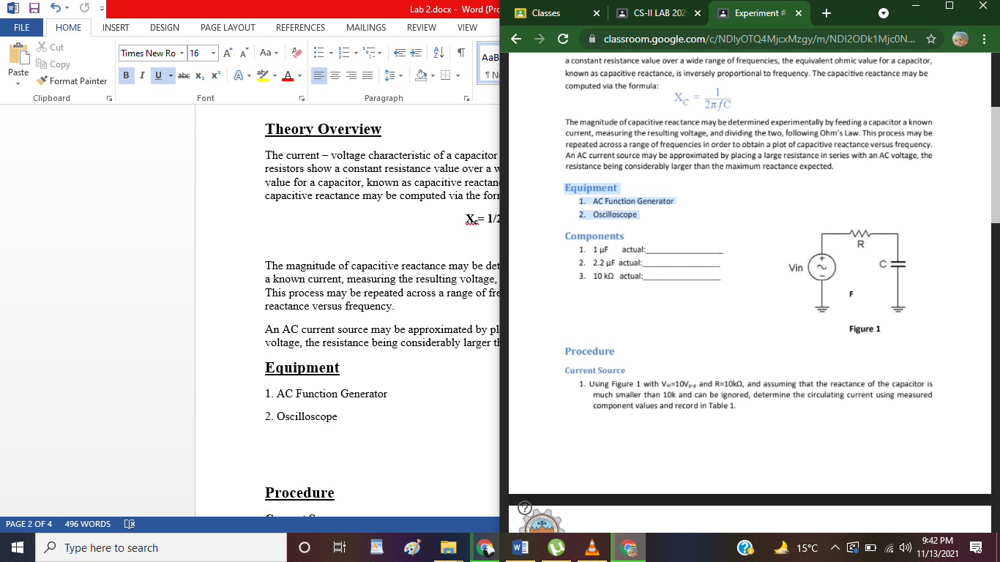 Lab 2.docx - Word (Pro
FILE HOME INSERT DESIGN PAGE LAYOUT REFERENCES MAILINGS REVIEW VIEW
Cut
Copy
Format Painter
Paste
Times New Ro 16 Aa
B I U abc X₂ X² A ab A
AaB
¶ N
Clipboard Font Paragraph
Theory Overview
The current – voltage characteristic of a capacitor
resistors show a constant resistance value over a w
value for a capacitor, known as capacitive reactan
capacitive reactance may be computed via the for
Xc= 1/2
The magnitude of capacitive reactance may be det
a known current, measuring the resulting voltage,
This process may be repeated across a range of fre
reactance versus frequency.
An AC current source may be approximated by pl
voltage, the resistance being considerably larger t
Equipment
1. AC Function Generator
2. Oscilloscope
Procedure
PAGE 2 OF 4 496 WORDS
Classes CS-II LAB 202 Experiment #
classroom.google.com/c/NDIyOTQ4MjcxMzgy/m/NDI2ODk1Mjc0N...
a constant resistance value over a wide range of frequencies, the equivalent ohmic value for a capacitor,
known as capacitive reactance, is inversely proportional to frequency. The capacitive reactance may be
computed via the formula:
X_C = 1 / 2πfC
The magnitude of capacitive reactance may be determined experimentally by feeding a capacitor a known
current, measuring the resulting voltage, and dividing the two, following Ohm's Law. This process may be
repeated across a range of frequencies in order to obtain a plot of capacitive reactance versus frequency.
An AC current source may be approximated by placing a large resistance in series with an AC voltage, the
resistance being considerably larger than the maximum reactance expected.
Equipment
1. AC Function Generator
2. Oscilloscope
Components
1. 1 µF actual:
2. 2.2 µF actual:
3. 10 kΩ actual:
R
Vin
C
F
Figure 1
Procedure
Current Source
1. Using Figure 1 with Vin=10Vp-p and R=10kΩ, and assuming that the reactance of the capacitor is
much smaller than 10k and can be ignored, determine the circulating current using measured
component values and record in Table 1.
?
Type here to search
15°C
9:42 PM
11/13/2021